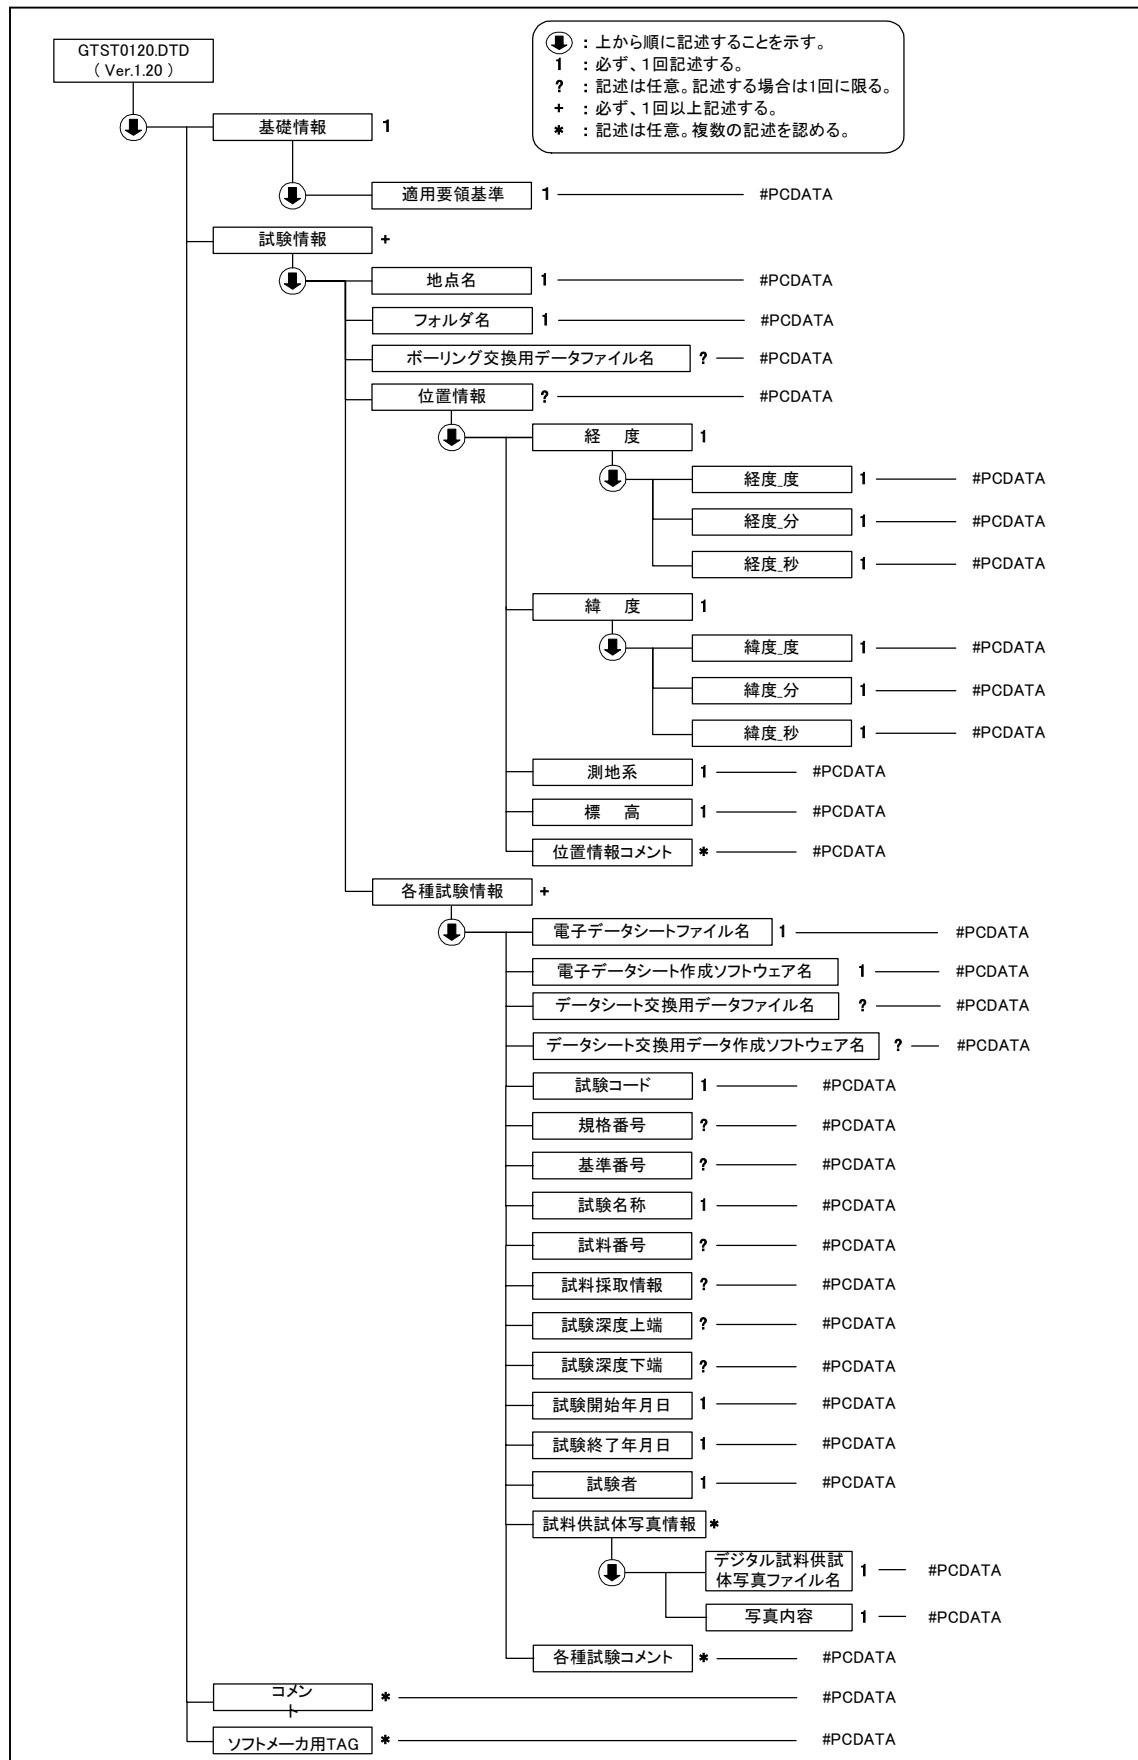 GTST0120.DTD
( Ver.1.20 )
：上から順に記述することを示す。
1 ：必ず、1回記述する。
? ：記述は任意。記述する場合は1回に限る。
+ ：必ず、1回以上記述する。
* ：記述は任意。複数の記述を認める。
基礎情報 1
適用要領基準 1 #PCDATA
試験情報 +
地点名 1 #PCDATA
フォルダ名 1 #PCDATA
ボーリング交換用データファイル名 ? #PCDATA
位置情報 ? #PCDATA
経 度 1
経度_度 1 #PCDATA
経度_分 1 #PCDATA
経度_秒 1 #PCDATA
緯 度 1
緯度_度 1 #PCDATA
緯度_分 1 #PCDATA
緯度_秒 1 #PCDATA
測地系 1 #PCDATA
標 高 1 #PCDATA
位置情報コメント * #PCDATA
各種試験情報 +
電子データシートファイル名 1 #PCDATA
電子データシート作成ソフトウェア名 1 #PCDATA
データシート交換用データファイル名 ? #PCDATA
データシート交換用データ作成ソフトウェア名 ? #PCDATA
試験コード 1 #PCDATA
規格番号 ? #PCDATA
基準番号 ? #PCDATA
試験名称 1 #PCDATA
試料番号 ? #PCDATA
試料採取情報 ? #PCDATA
試験深度上端 ? #PCDATA
試験深度下端 ? #PCDATA
試験開始年月日 1 #PCDATA
試験終了年月日 1 #PCDATA
試験者 1 #PCDATA
試料供試体写真情報 *
デジタル試料供試
体写真ファイル名 1 #PCDATA
写真内容 1 #PCDATA
各種試験コメント * #PCDATA
コメン
ト * #PCDATA
ソフトメーカ用TAG * #PCDATA